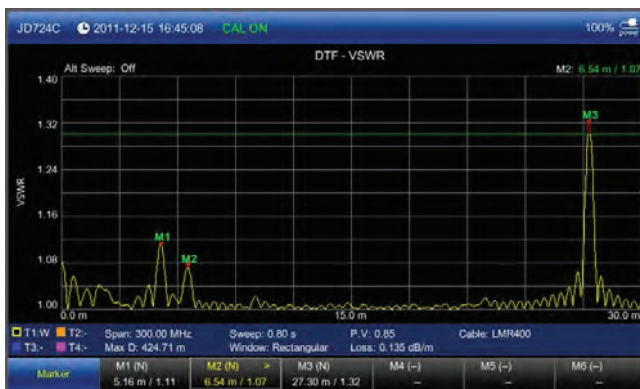 JD724C 2011-12-15 16:45:08 CAL ON 100%
power
DTF - VSWR
Alt Sweep: Off M2: 6.54 m / 1.07
1.40
1.32
1.24
1.16
1.08
1.00
VSWR
M1
M2
M3
0.0 m 15.0 m 30.0 m
T1:W T2:- Span: 300.00 MHz Sweep: 0.80 s P.V: 0.85 Cable: LMR400
T3:- T4:- Max D: 424.71 m Window: Rectangular Loss: 0.135 dB/m
Marker
M1 (N) M2 (N) > M3 (N) M4 (--) M5 (--) M6 (--)
5.16 m / 1.11 6.54 m / 1.07 27.30 m / 1.32 -- -- --